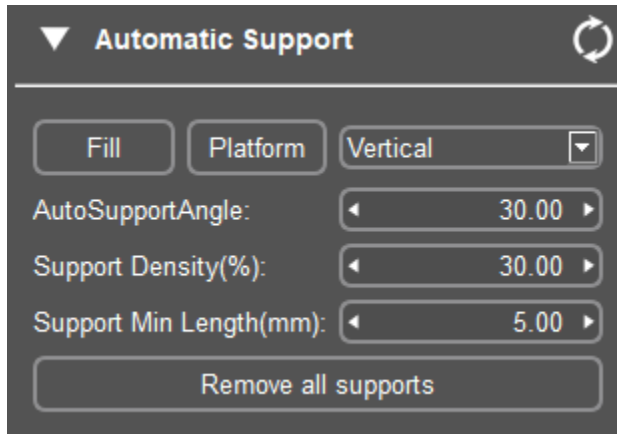 Automatic Support
Fill Platform Vertical
AutoSupportAngle: 30.00
Support Density(%): 30.00
Support Min Length(mm): 5.00
Remove all supports